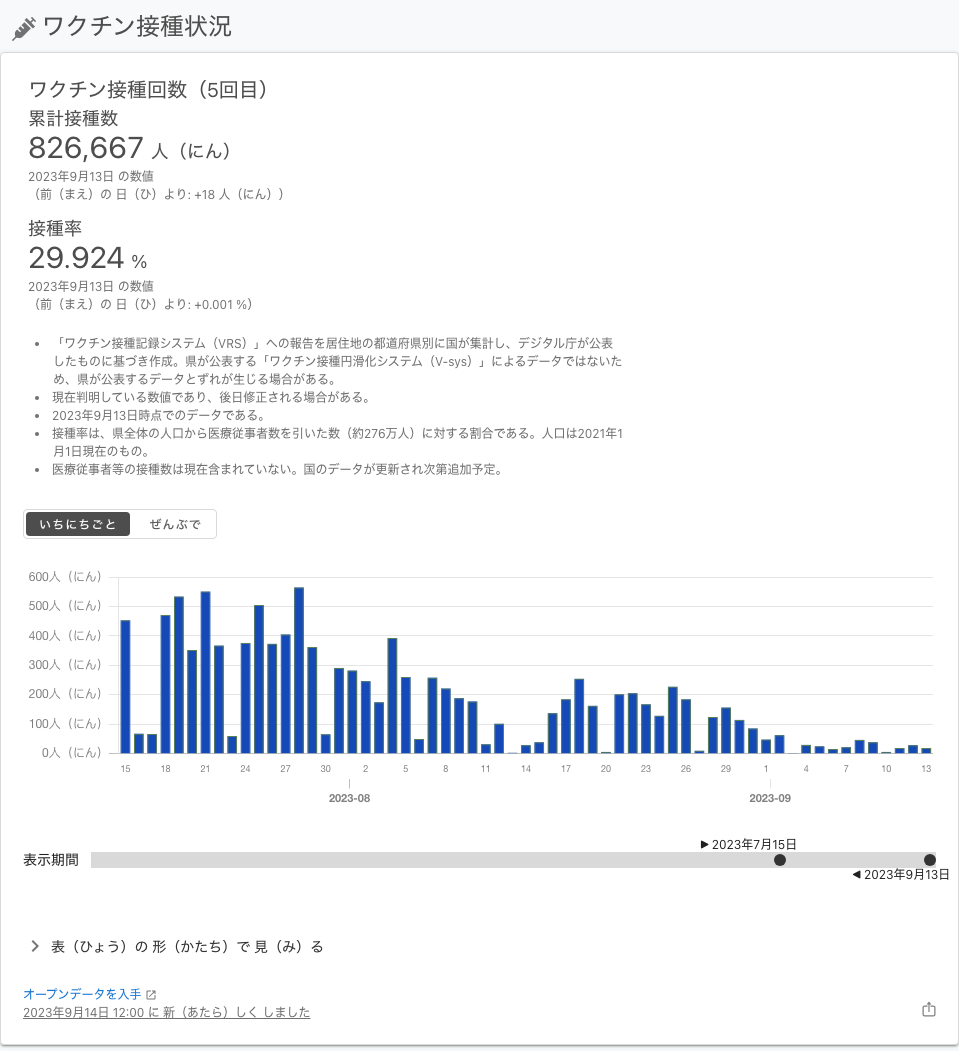 ワクチン接種状況
ワクチン接種回数（5回目）
累計接種数
826,667 人（にん）
2023年9月13日 の数値
（前（まえ）の 日（ひ）より: +18 人（にん））
接種率
29.924 %
2023年9月13日 の数値
（前（まえ）の 日（ひ）より: +0.001 %）
「ワクチン接種記録システム（VRS）」への報告を居住地の都道府県別に国が集計し、デジタル庁が公表
したものに基づき作成。県が公表する「ワクチン接種円滑化システム（V-sys）」によるデータではないた
め、県が公表するデータとずれが生じる場合がある。
現在判明している数値であり、後日修正される場合がある。
2023年9月13日時点でのデータである。
接種率は、県全体の人口から医療従事者数を引いた数（約276万人）に対する割合である。人口は2021年1
月1日現在のもの。
医療従事者等の接種数は現在含まれていない。国のデータが更新され次第追加予定。
いちにちごと ぜんぶで
600人（にん）
500人（にん）
400人（にん）
300人（にん）
200人（にん）
100人（にん）
0人（にん）
15 18 21 24 27 30 2 5 8 11 14 17 20 23 26 29 1 4 7 10 13
2023-08 2023-09
▶ 2023年7月15日
表示期間
◀ 2023年9月13日
表（ひょう）の 形（かたち）で 見（み）る
オープンデータを入手
2023年9月14日 12:00 に 新（あたら）しく しました